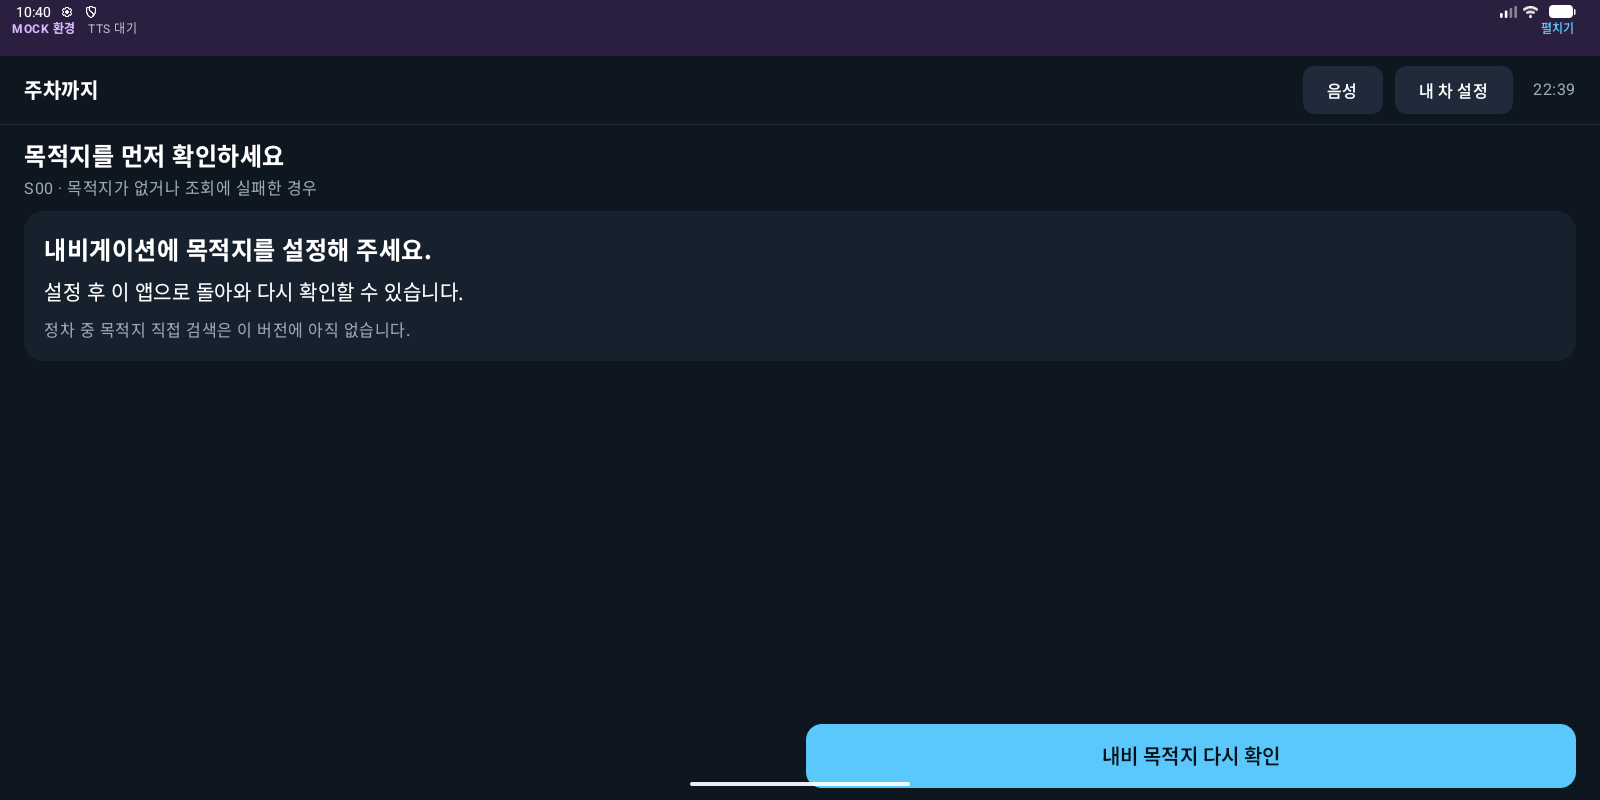 10:40
MOCK 환경 TTS 대기
펼치기
주차까지
음성
내 차 설정
22:39
목적지를 먼저 확인하세요
S00 · 목적지가 없거나 조회에 실패한 경우
내비게이션에 목적지를 설정해 주세요.
설정 후 이 앱으로 돌아와 다시 확인할 수 있습니다.
정차 중 목적지 직접 검색은 이 버전에 아직 없습니다.
내비 목적지 다시 확인